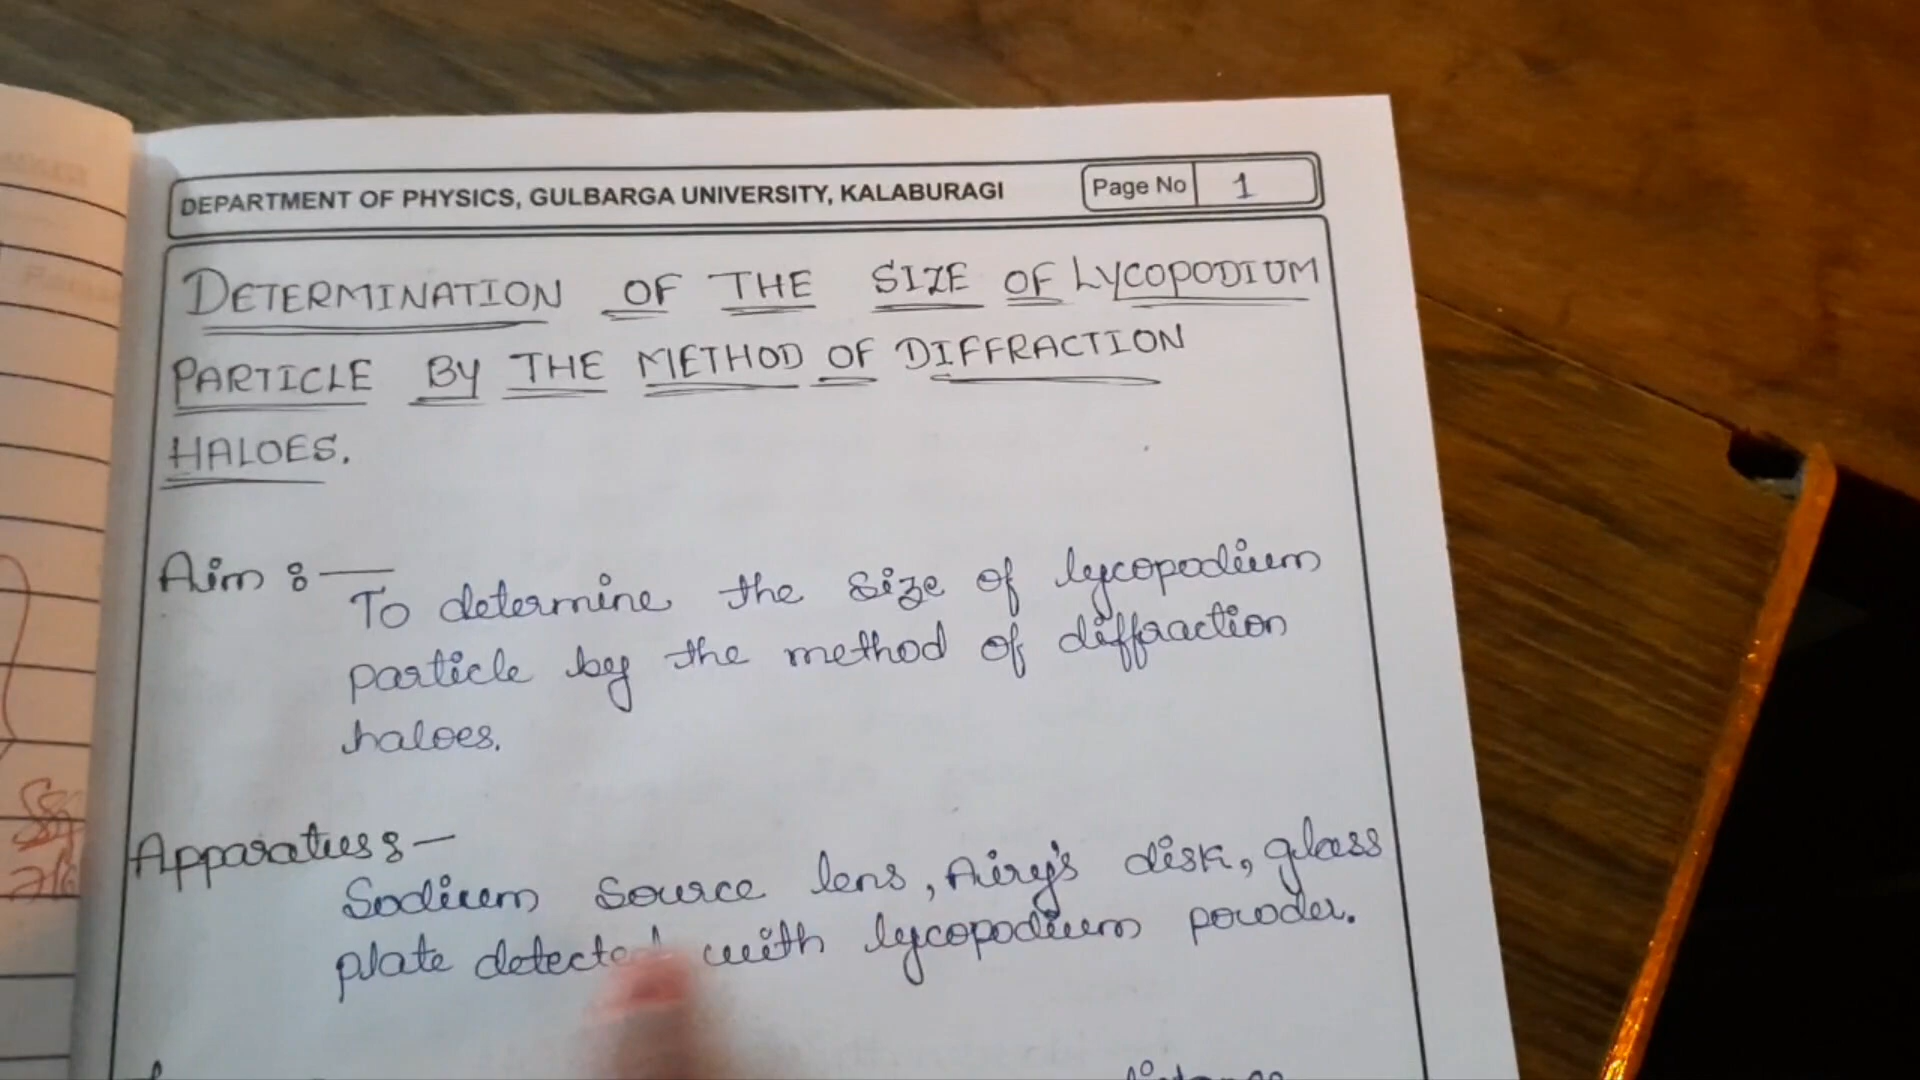 DEPARTMENT OF PHYSICS, GULBARGA UNIVERSITY, KALABURAGI
Page No 1
DETERMINATION OF THE SIZE OF LYCOPODIUM
PARTICLE BY THE METHOD OF DIFFRACTION
HALOES.
Aim :—
To determine the size of lycopodium
particle by the method of diffraction
haloes.
Apparatus :—
Sodium source lens, Airy's disk, glass
plate detected with lycopodium powder.